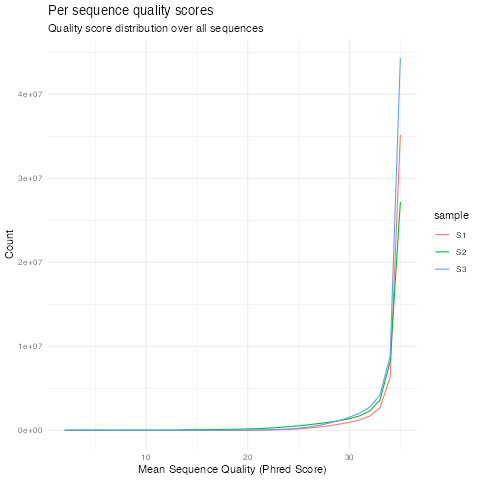 Per sequence quality scores
Quality score distribution over all sequences
4e+07
3e+07
2e+07
1e+07
0e+00
Count
10
20
30
Mean Sequence Quality (Phred Score)
sample
S1
S2
S3